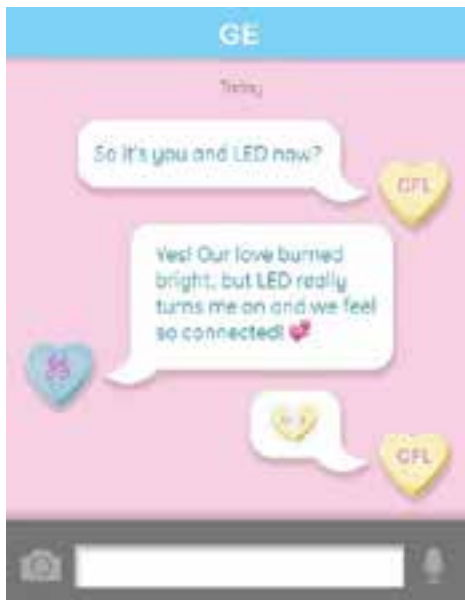 GE
Today
So it's you and LED now?
CFL
Yes! Our love burned
bright, but LED really
turns me on and we feel
so connected! 💞
GE
CFL